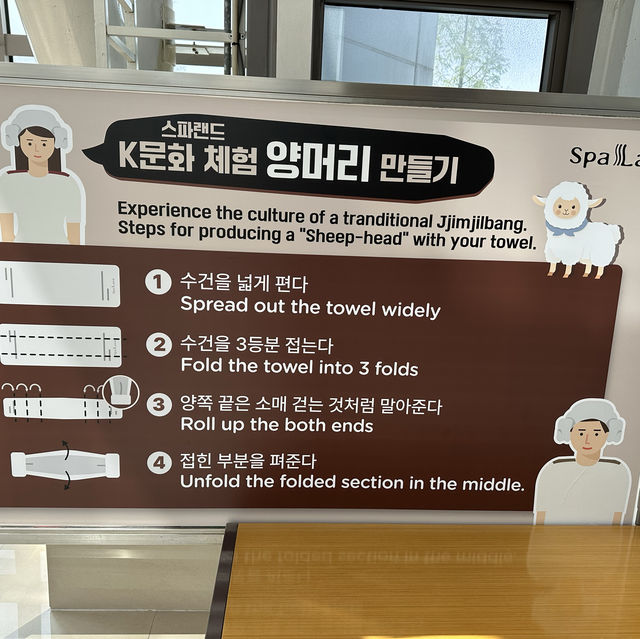 스파랜드
K문화 체험 양머리 만들기
Spa
Experience the culture of a tranditional Jjimjilbang.
Steps for producing a "Sheep-head" with your towel.
1 수건을 넓게 편다
Spread out the towel widely
2 수건을 3등분 접는다
Fold the towel into 3 folds
3 양쪽 끝은 소매 걷는 것처럼 말아준다
Roll up the both ends
4 접힌 부분을 펴준다
Unfold the folded section in the middle.